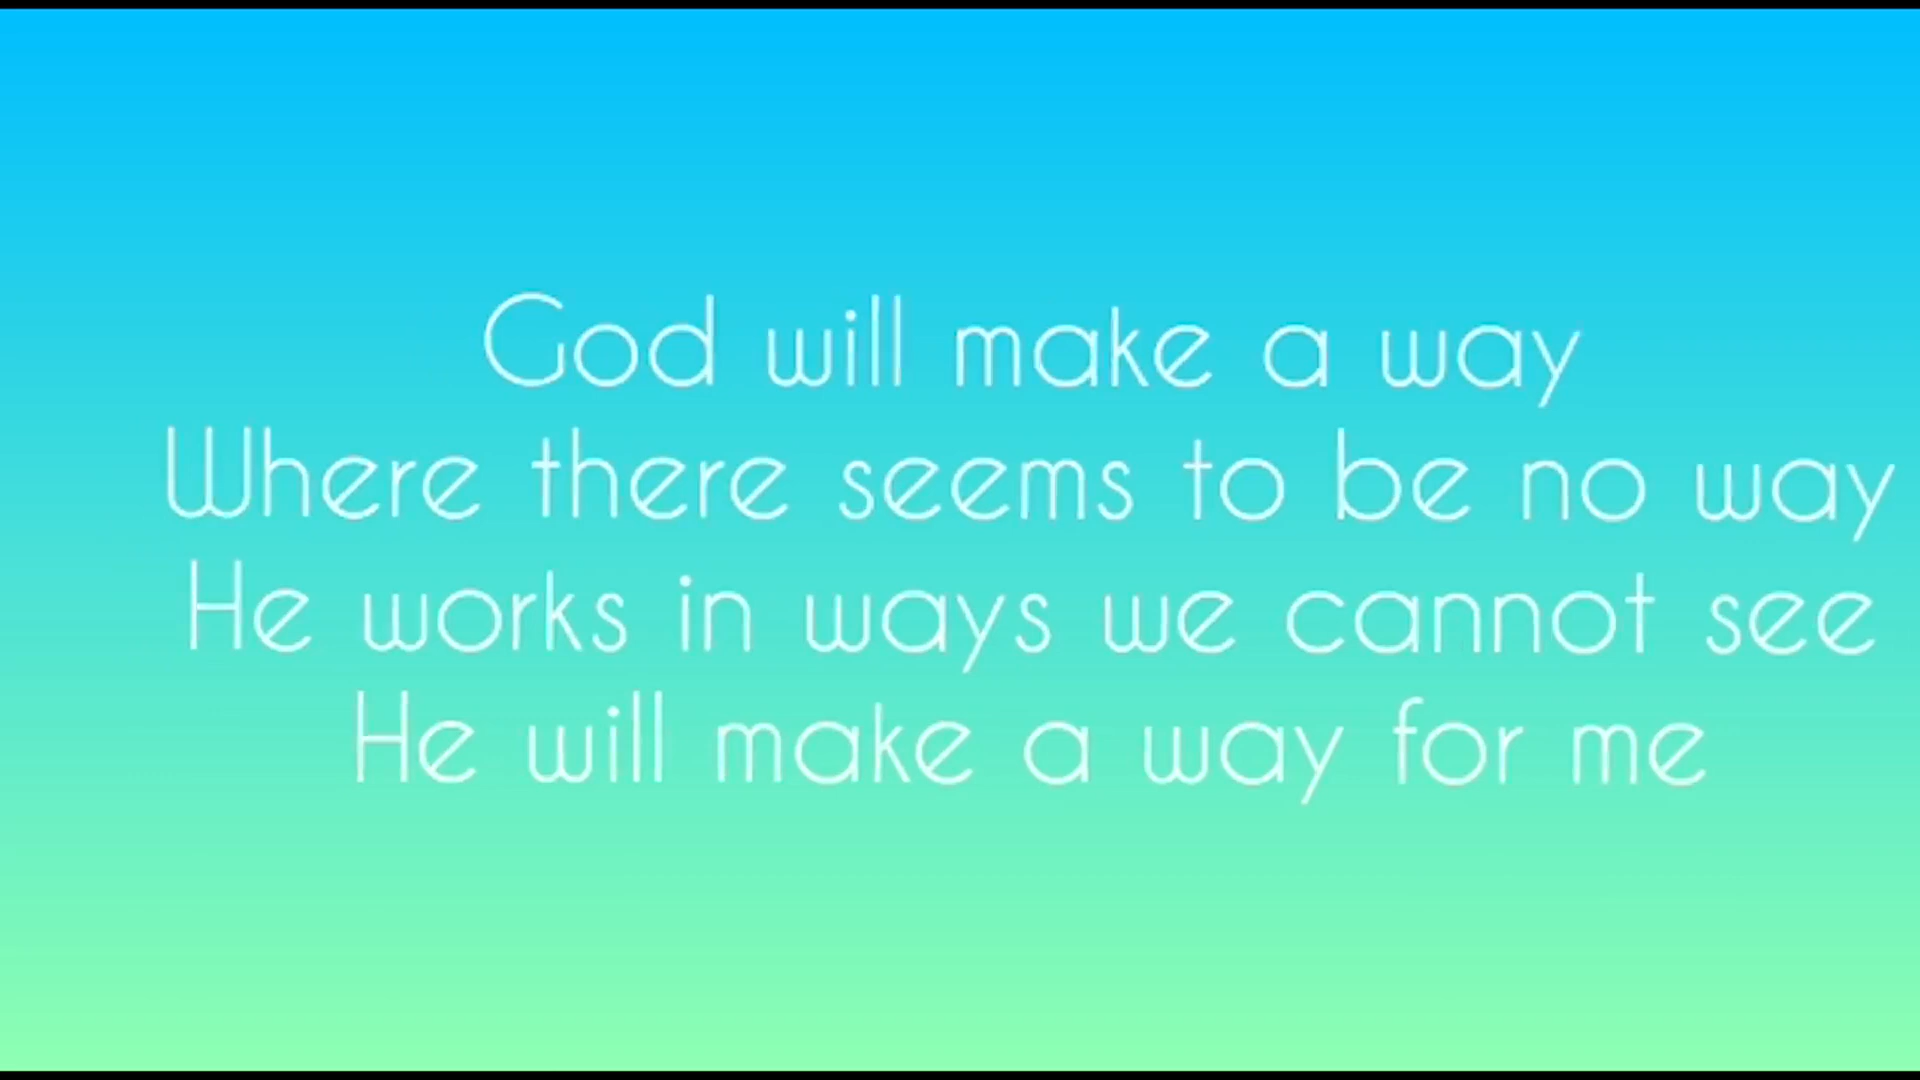 God will make a way
Where there seems to be no way
He works in ways we cannot see
He will make a way for me